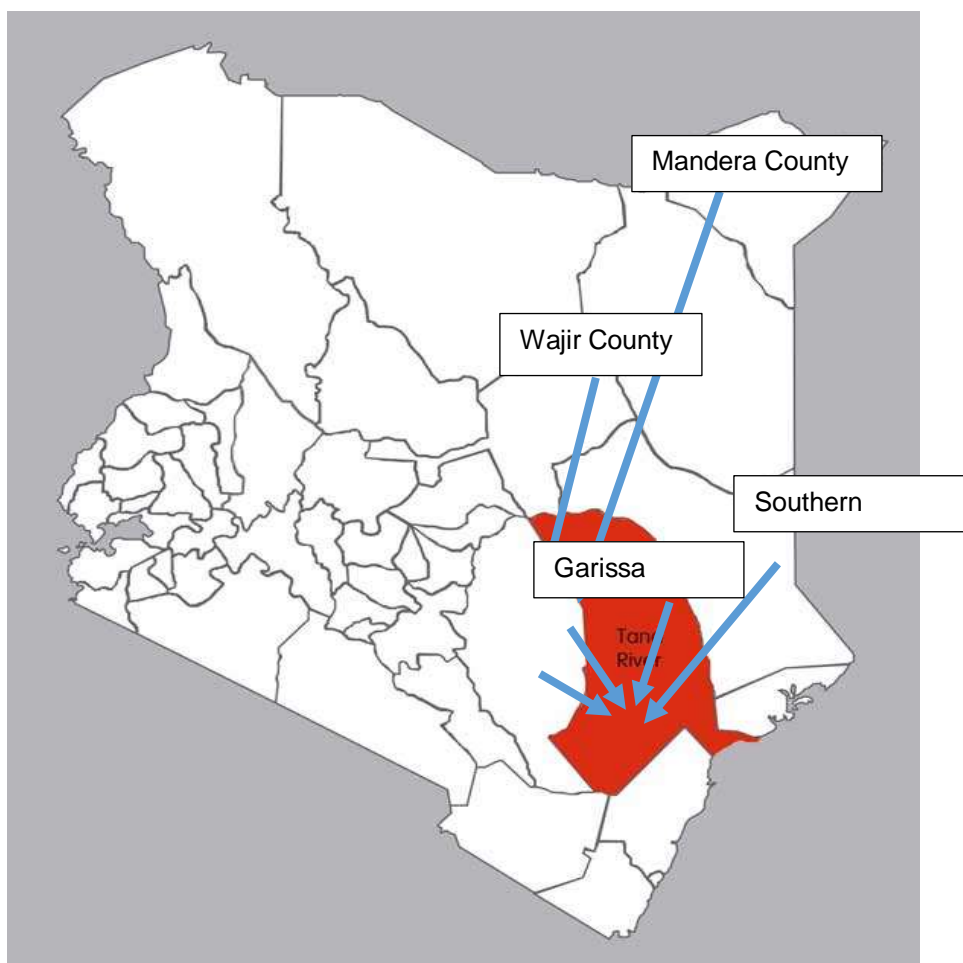 Mandera County
Wajir County
Southern
Garissa
Tana
River